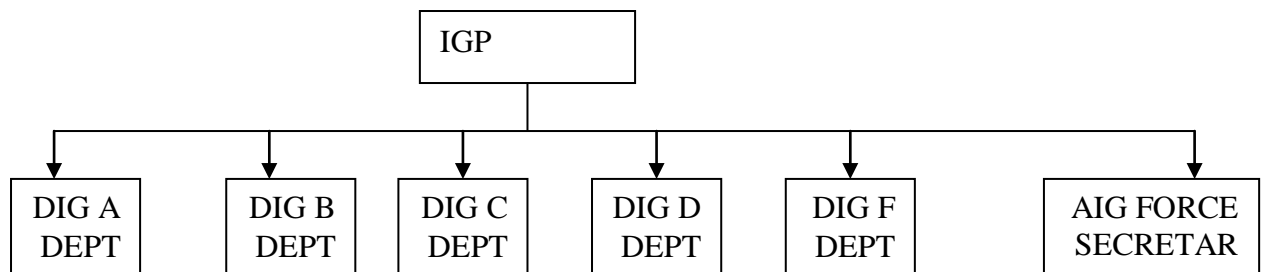 IGP
DIG A
DEPT
DIG B
DEPT
DIG C
DEPT
DIG D
DEPT
DIG F
DEPT
AIG FORCE
SECRETAR